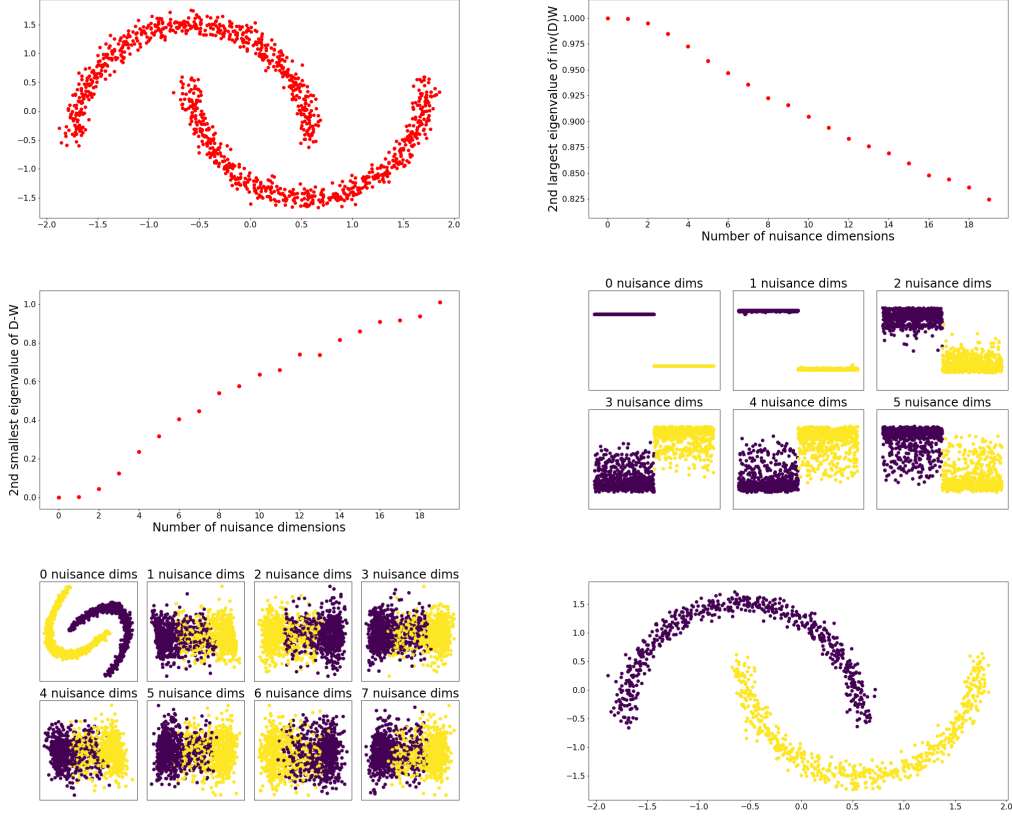 1.5
1.0
0.5
0.0
−0.5
−1.0
−1.5
−2.0 −1.5 −1.0 −0.5 0.0 0.5 1.0 1.5 2.0
2nd largest eigenvalue of inv(D)W
1.000
0.975
0.950
0.925
0.900
0.875
0.850
0.825
0 2 4 6 8 10 12 14 16 18
Number of nuisance dimensions
2nd smallest eigenvalue of D-W
1.0
0.8
0.6
0.4
0.2
0.0
0 2 4 6 8 10 12 14 16 18
Number of nuisance dimensions
0 nuisance dims 1 nuisance dims 2 nuisance dims
3 nuisance dims 4 nuisance dims 5 nuisance dims
0 nuisance dims 1 nuisance dims 2 nuisance dims 3 nuisance dims
4 nuisance dims 5 nuisance dims 6 nuisance dims 7 nuisance dims
1.5
1.0
0.5
0.0
−0.5
−1.0
−1.5
−2.0 −1.5 −1.0 −0.5 0.0 0.5 1.0 1.5 2.0